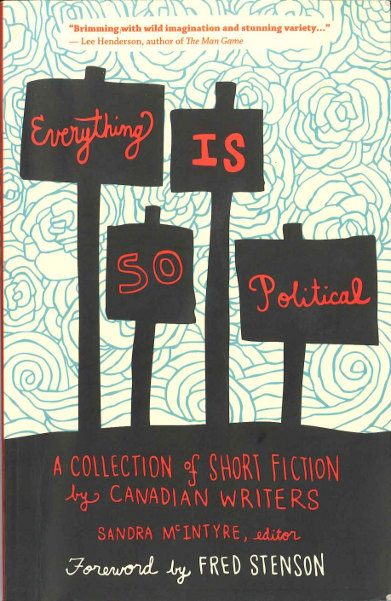 "Brimming with wild imagination and stunning variety..."
— Lee Henderson, author of The Man Game
Everything
IS
SO
Political
A COLLECTION of SHORT FICTION
by CANADIAN WRITERS
SANDRA McINTYRE, editor
Foreword by FRED STENSON